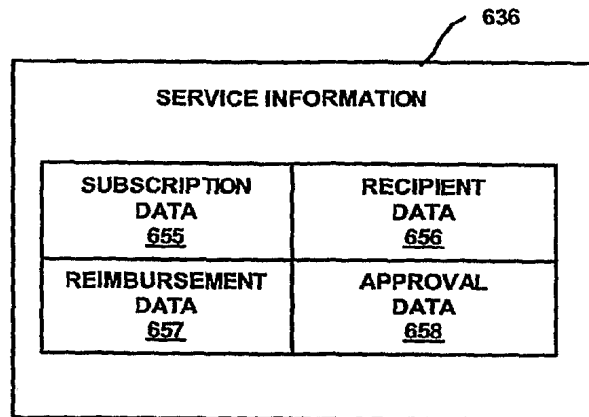 636
SERVICE INFORMATION
SUBSCRIPTION
DATA
655
RECIPIENT
DATA
656
REIMBURSEMENT
DATA
657
APPROVAL
DATA
658